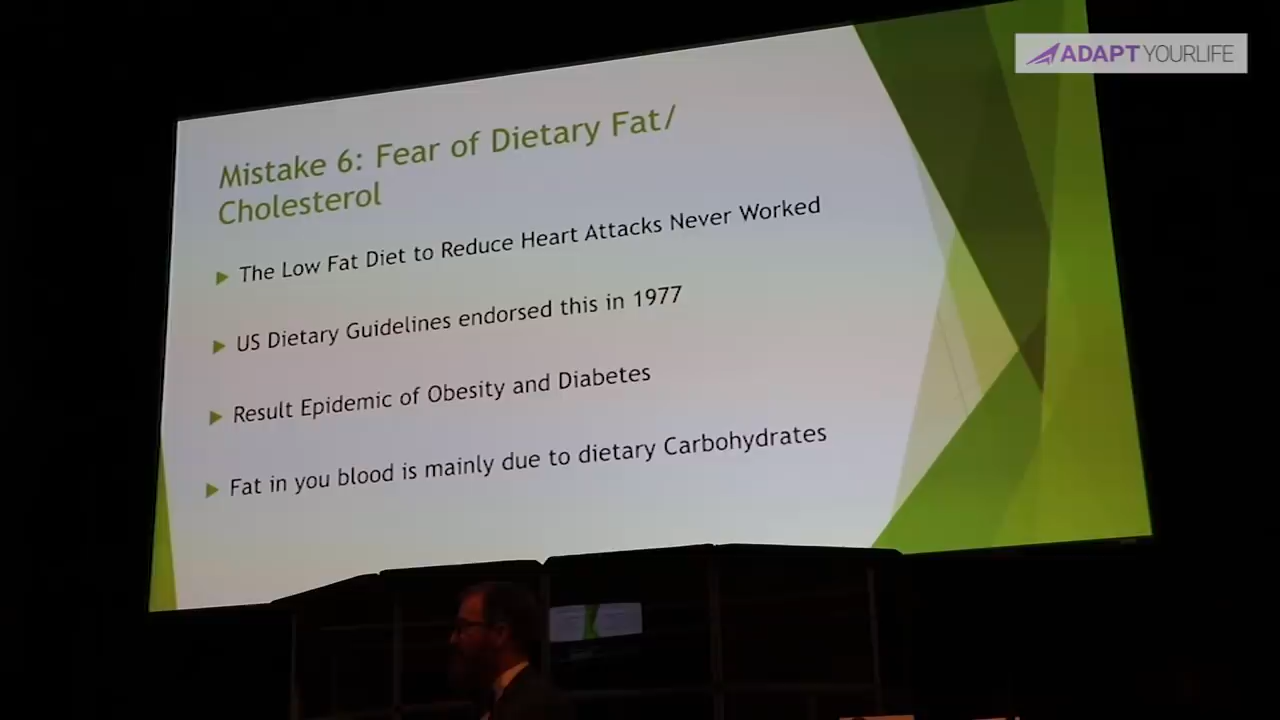 ADAPTYOURLIFE
Mistake 6: Fear of Dietary Fat/
Cholesterol
The Low Fat Diet to Reduce Heart Attacks Never Worked
US Dietary Guidelines endorsed this in 1977
Result Epidemic of Obesity and Diabetes
Fat in you blood is mainly due to dietary Carbohydrates